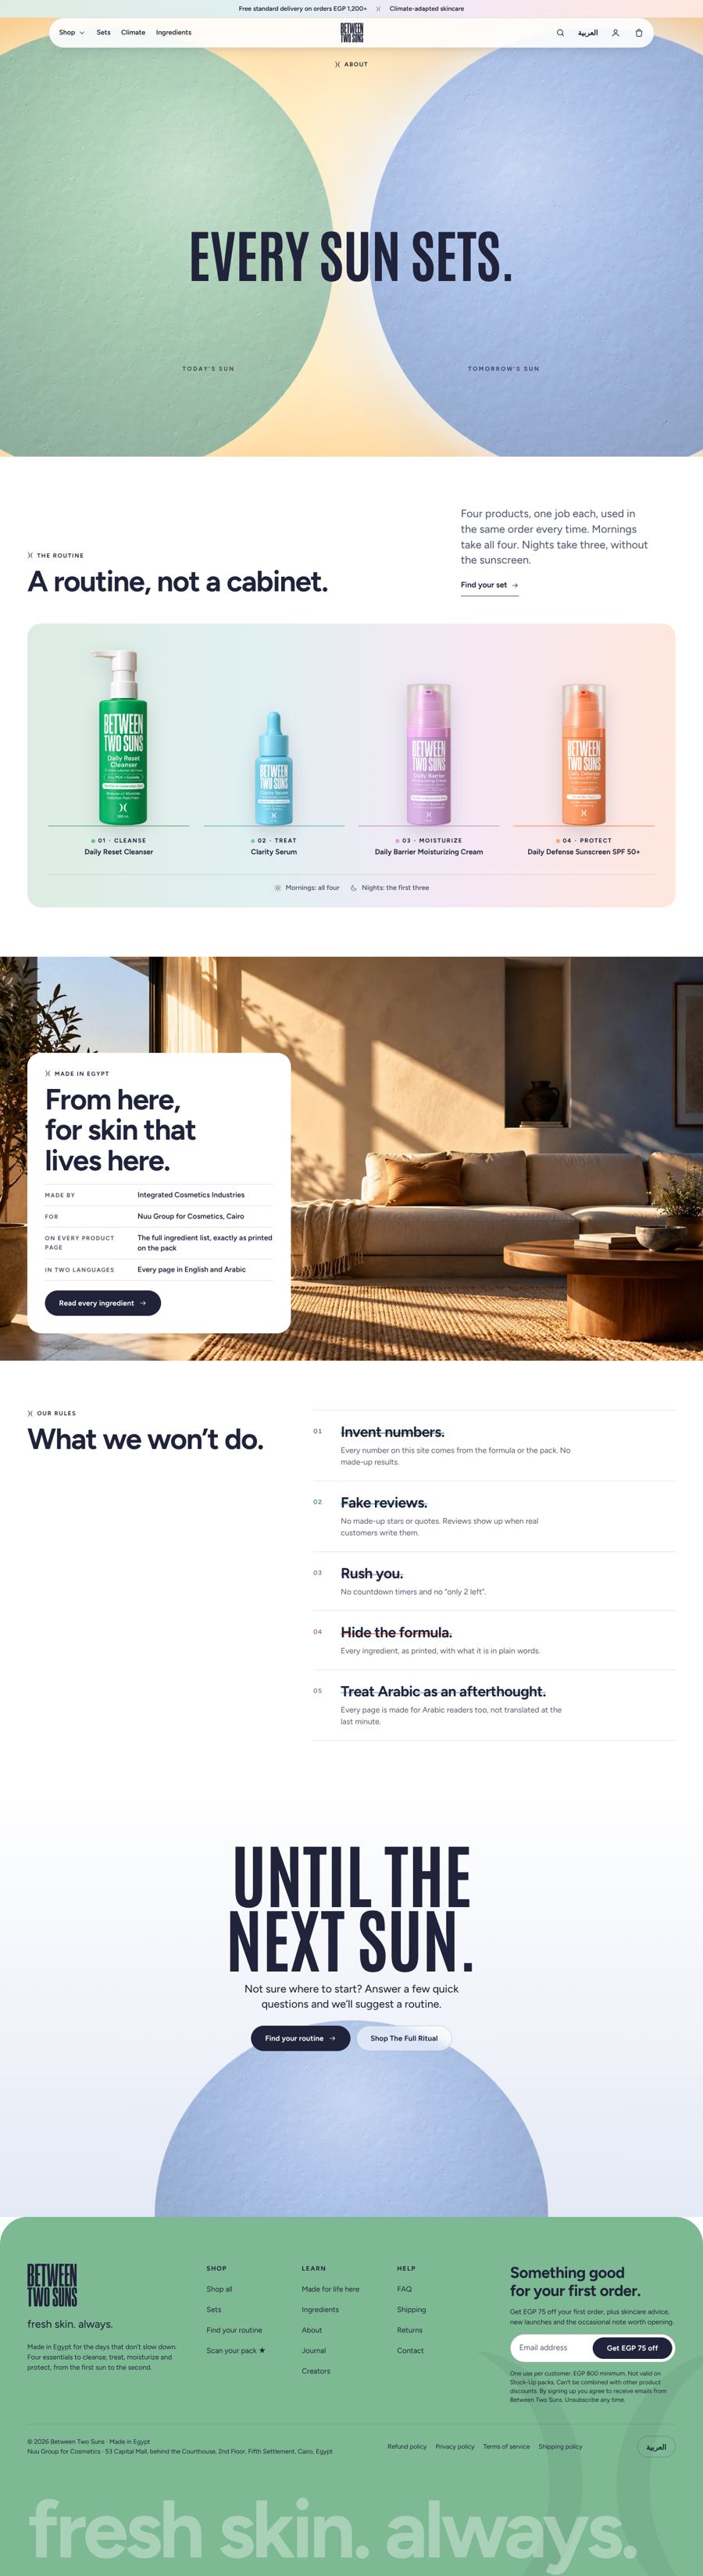 Free standard delivery on orders EGP 1,200+
Climate-adapted skincare
Shop
Sets
Climate
Ingredients
BETWEEN
TWO SUNS
العربية
ABOUT
EVERY SUN SETS.
TODAY'S SUN
TOMORROW'S SUN
THE ROUTINE
A routine, not a cabinet.
Four products, one job each, used in
the same order every time. Mornings
take all four. Nights take three, without
the sunscreen.
Find your set →
BETWEEN
TWO SUNS
Daily Reset
Cleanser
BETWEEN
TWO SUNS
Clarity Serum
BETWEEN
TWO SUNS
Daily Barrier
BETWEEN
TWO SUNS
01 · CLEANSE
Daily Reset Cleanser
02 · TREAT
Clarity Serum
03 · MOISTURIZE
Daily Barrier Moisturizing Cream
04 · PROTECT
Daily Defense Sunscreen SPF 50+
Mornings: all four
Nights: the first three
MADE IN EGYPT
From here,
for skin that
lives here.
MADE BY
Integrated Cosmetics Industries
FOR
Nuu Group for Cosmetics, Cairo
ON EVERY PRODUCT
PAGE
The full ingredient list, exactly as printed
on the pack
IN TWO LANGUAGES
Every page in English and Arabic
Read every ingredient →
OUR RULES
What we won't do.
01
Invent numbers.
Every number on this site comes from the formula or the pack. No
made-up results.
02
Fake reviews.
No made-up stars or quotes. Reviews show up when real
customers write them.
03
Rush you.
No countdown timers and no “only 2 left”.
04
Hide the formula.
Every ingredient, as printed, with what it is in plain words.
05
Treat Arabic as an afterthought.
Every page is made for Arabic readers too, not translated at the
last minute.
UNTIL THE
NEXT SUN.
Not sure where to start? Answer a few quick
questions and we'll suggest a routine.
Find your routine →
Shop The Full Ritual
BETWEEN
TWO SUNS
fresh skin. always.
Made in Egypt for the days that don't slow down.
Four essentials to cleanse, treat, moisturize and
protect, from the first sun to the second.
SHOP
Shop all
Sets
Find your routine
Scan your pack ★
LEARN
Made for life here
Ingredients
About
Journal
Creators
HELP
FAQ
Shipping
Returns
Contact
Something good
for your first order.
Get EGP 75 off your first order, plus skincare advice,
new launches and the occasional note worth opening.
Email address
Get EGP 75 off
One use per customer. EGP 800 minimum. Not valid on
Stock-Up packs. Can't be combined with other product
discounts. By signing up you agree to receive emails from
Between Two Suns. Unsubscribe any time.
© 2026 Between Two Suns · Made in Egypt
Nuu Group for Cosmetics · 53 Capital Mall, behind the Courthouse, 2nd Floor, Fifth Settlement, Cairo, Egypt
Refund policy
Privacy policy
Terms of service
Shipping policy
العربية
fresh skin. always.